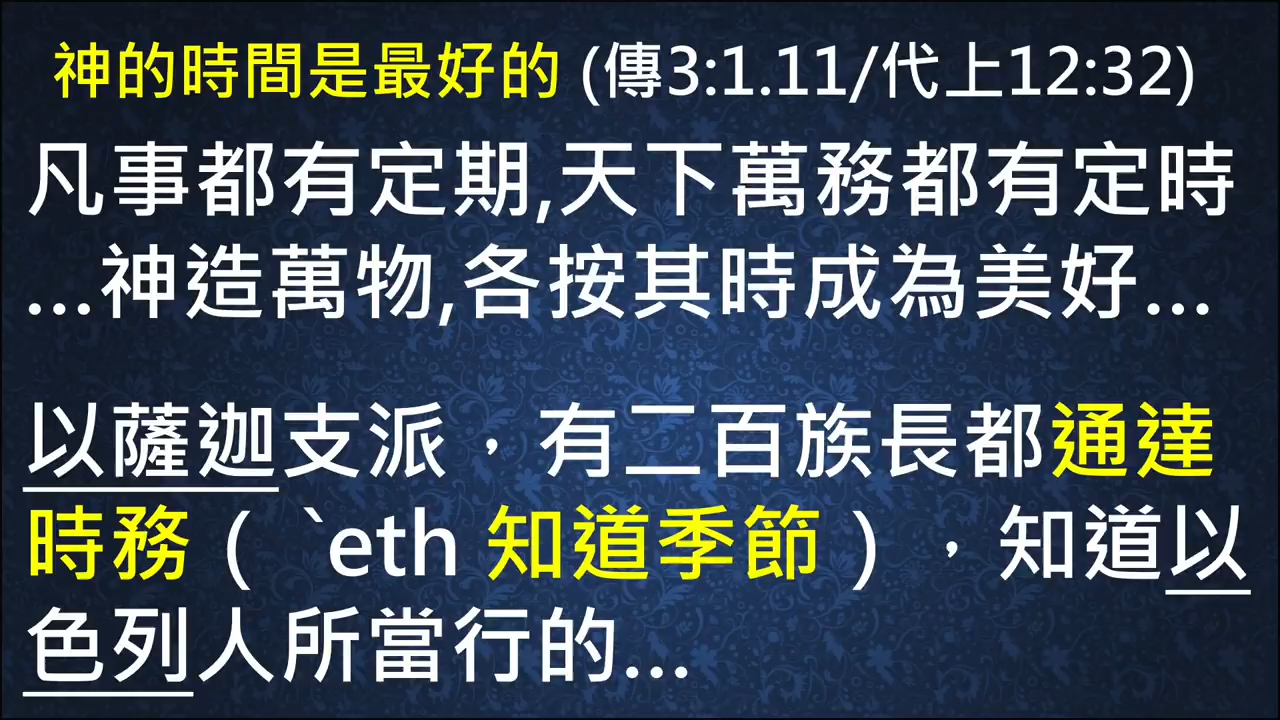 神的時間是最好的 (傳3:1.11/代上12:32)
凡事都有定期,天下萬務都有定時
…神造萬物,各按其時成為美好…
以薩迦支派，有二百族長都通達
時務（ `eth 知道季節），知道以
色列人所當行的…